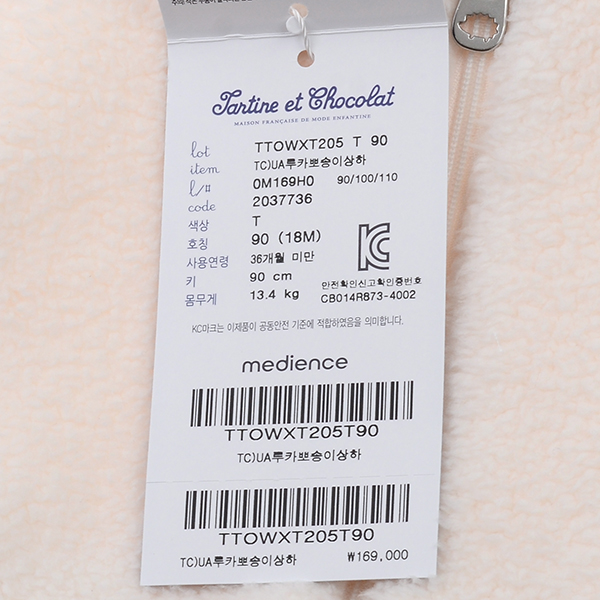 Tartine et Chocolat
MAISON FRANÇAISE DE MODE ENFANTINE
lot TTOWXT205 T 90
item TC)UA루카뽀송이상하
l/# 0M169H0 90/100/110
code 2037736
색상 T
호칭 90 (18M)
사용연령 36개월 미만
키 90 cm
몸무게 13.4 kg
안전확인신고확인증번호
CB014R873-4002
KC마크는 이제품이 공통안전 기준에 적합하였음을 의미합니다.
medience
TTOWXT205T90
TC)UA루카뽀송이상하
TTOWXT205T90
TC)UA루카뽀송이상하 ₩169,000